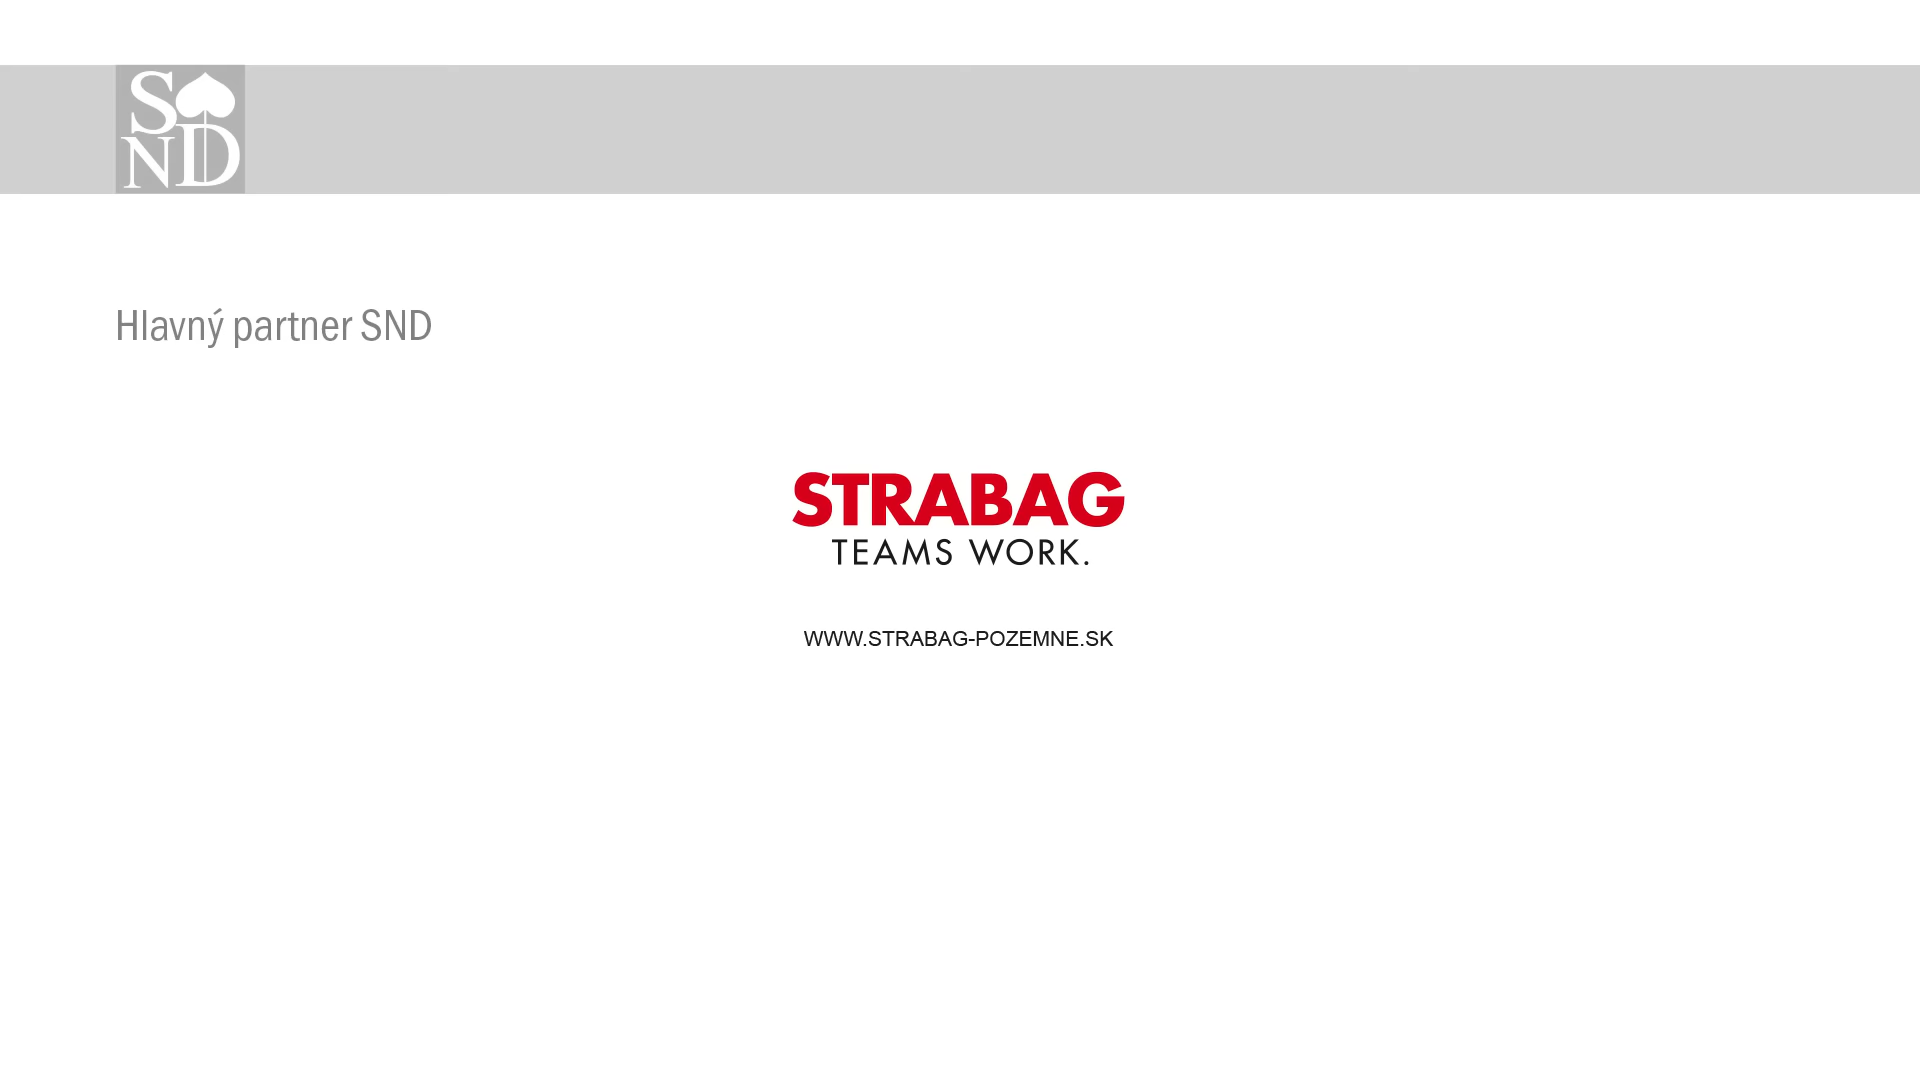 SND
Hlavný partner SND
STRABAG
TEAMS WORK.
WWW.STRABAG-POZEMNE.SK